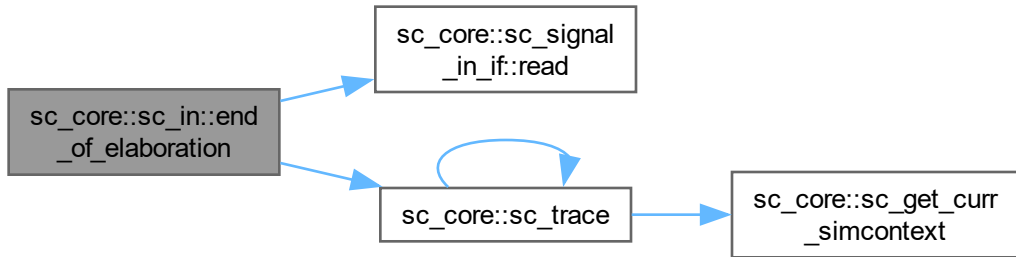 sc_core::sc_signal
_in_if::read
sc_core::sc_in::end
_of_elaboration
sc_core::sc_trace
sc_core::sc_get_curr
_simcontext